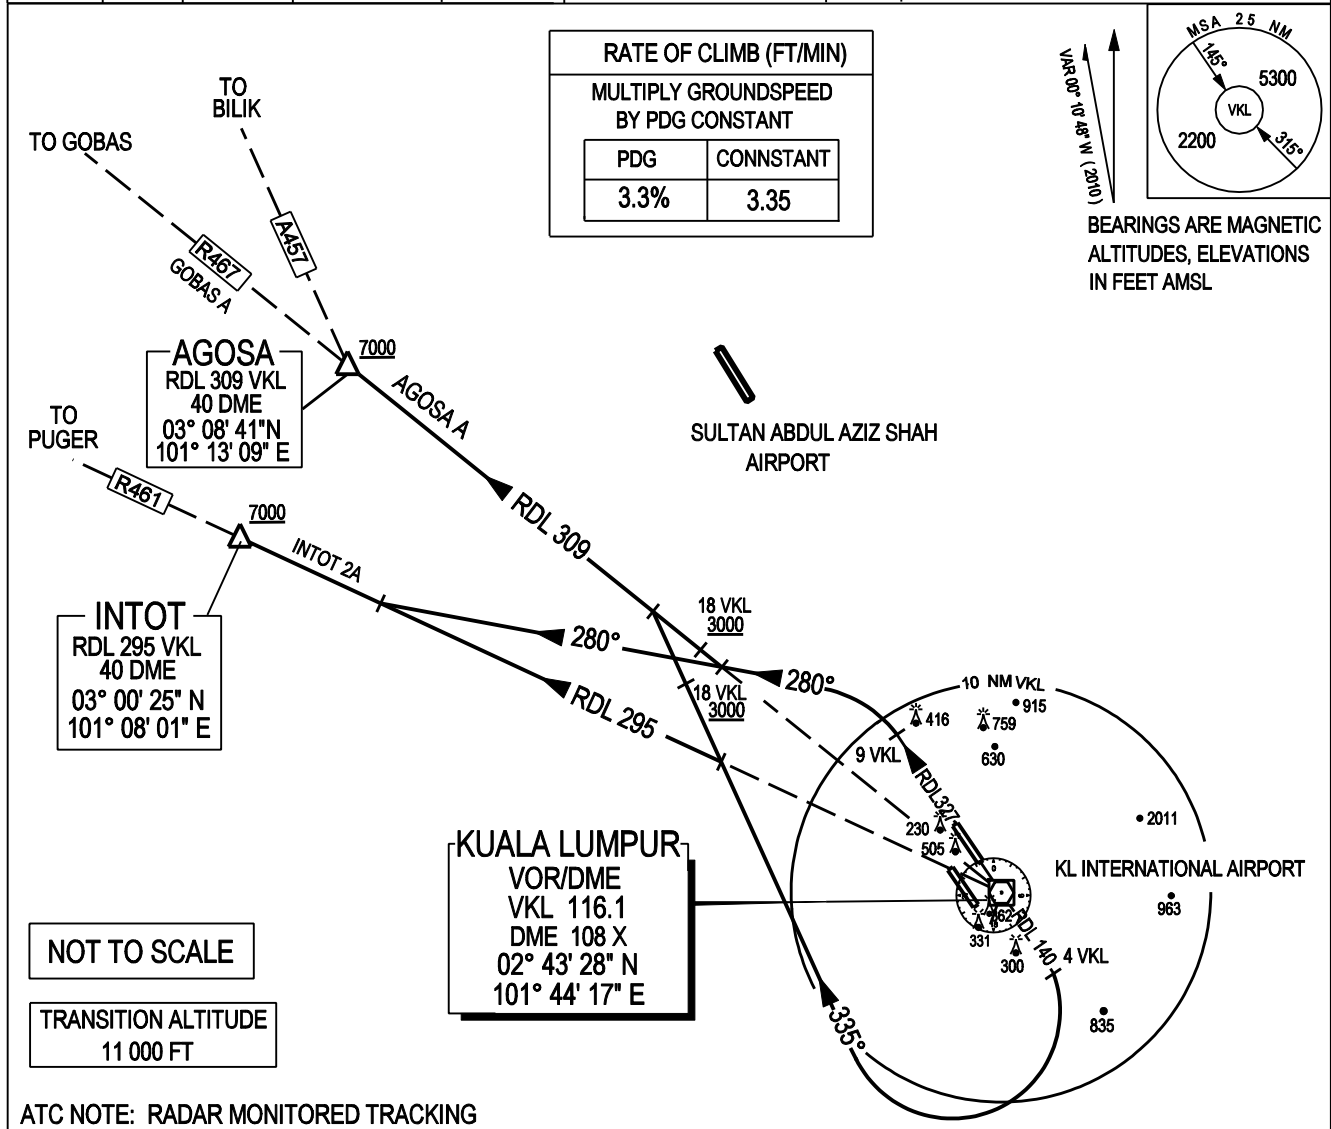 RATE OF CLIMB (FT/MIN)
MULTIPLY GROUNDSPEED
BY PDG CONSTANT
PDG CONNSTANT
3.3% 3.35
MSA 25 NM
145°
5300
VKL
2200
315°
VAR 00° 10' 48" W (2010)
BEARINGS ARE MAGNETIC
ALTITUDES, ELEVATIONS
IN FEET AMSL
TO
BILIK
TO GOBAS
A457
R467
GOBAS A
AGOSA
RDL 309 VKL
40 DME
03° 08' 41"N
101° 13' 09" E
7000
AGOSA A
SULTAN ABDUL AZIZ SHAH
AIRPORT
TO
PUGER
R461
7000
INTOT 2A
RDL 309
INTOT
RDL 295 VKL
40 DME
03° 00' 25" N
101° 08' 01" E
18 VKL
3000
280°
280°
18 VKL
3000
RDL 295
10 NM VKL
416
915
759
630
9 VKL
RDL327
230
505
2011
KL INTERNATIONAL AIRPORT
963
331
300
RDL 140
4 VKL
835
335°
KUALA LUMPUR
VOR/DME
VKL 116.1
DME 108 X
02° 43' 28" N
101° 44' 17" E
NOT TO SCALE
TRANSITION ALTITUDE
11 000 FT
ATC NOTE: RADAR MONITORED TRACKING